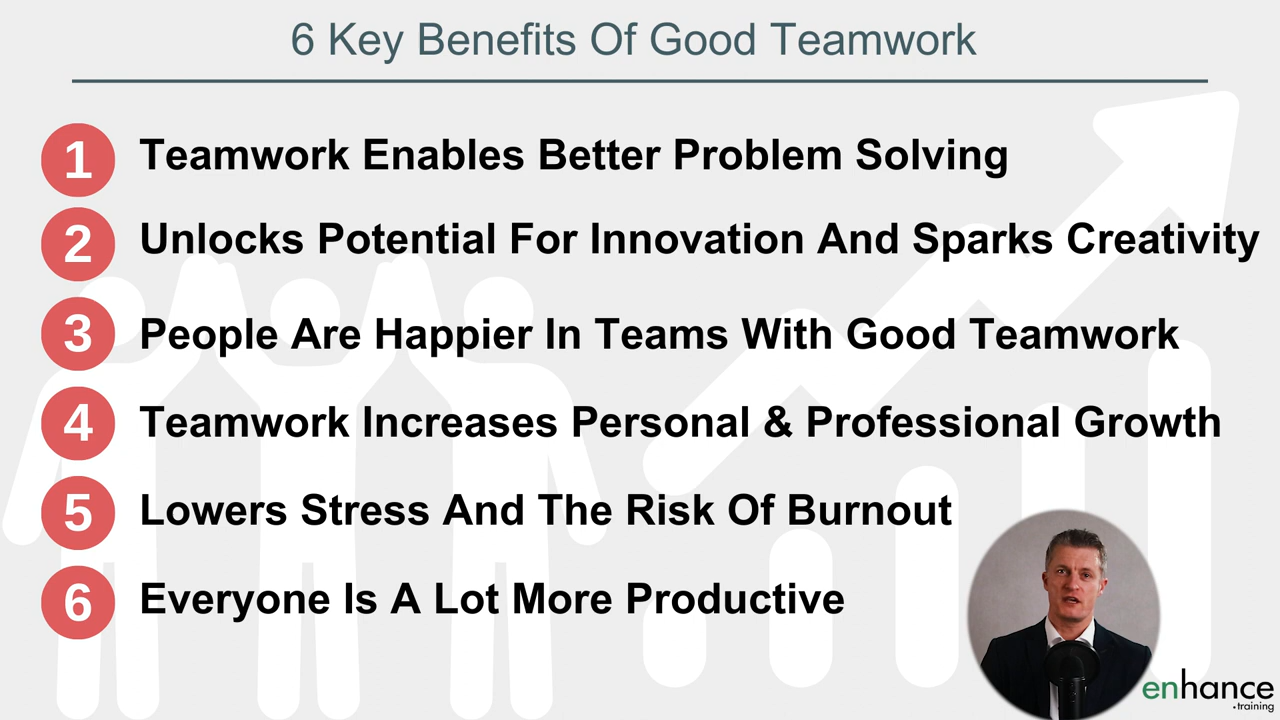 6 Key Benefits Of Good Teamwork
1 Teamwork Enables Better Problem Solving
2 Unlocks Potential For Innovation And Sparks Creativity
3 People Are Happier In Teams With Good Teamwork
4 Teamwork Increases Personal & Professional Growth
5 Lowers Stress And The Risk Of Burnout
6 Everyone Is A Lot More Productive
enhance
.training